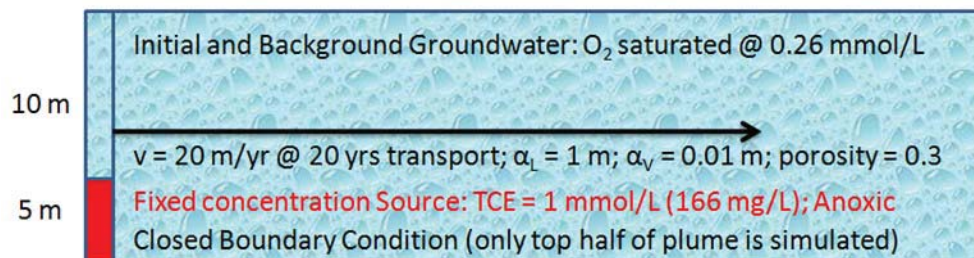 Initial and Background Groundwater: O₂ saturated @ 0.26 mmol/L
10 m
v = 20 m/yr @ 20 yrs transport; α_L = 1 m; α_V = 0.01 m; porosity = 0.3
5 m
Fixed concentration Source: TCE = 1 mmol/L (166 mg/L); Anoxic
Closed Boundary Condition (only top half of plume is simulated)